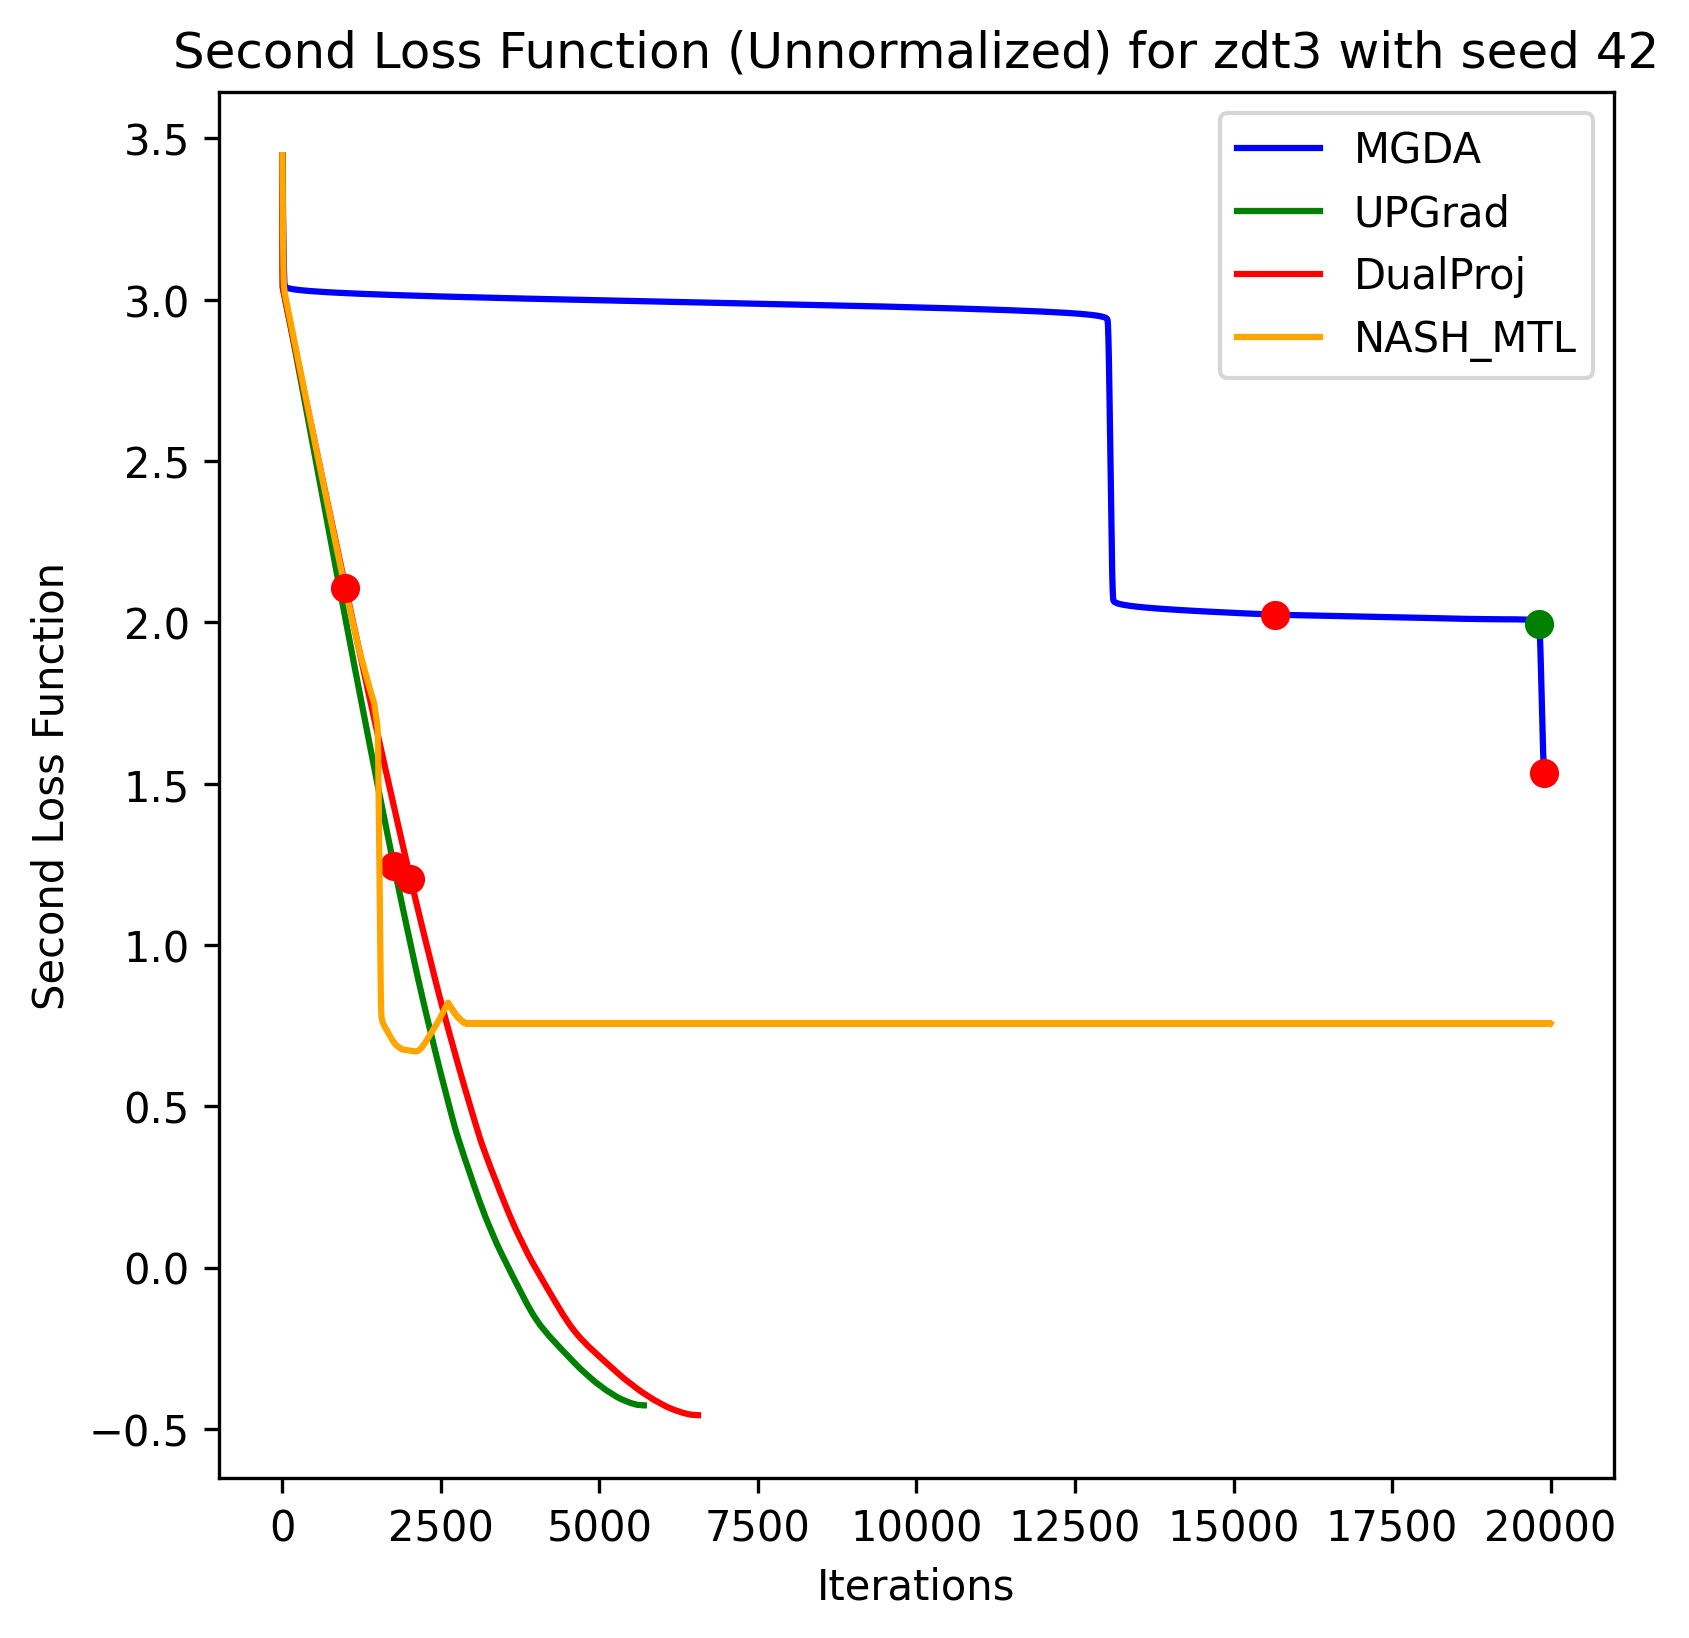 Second Loss Function (Unnormalized) for zdt3 with seed 42
MGDA
UPGrad
DualProj
NASH_MTL
Second Loss Function
3.5
3.0
2.5
2.0
1.5
1.0
0.5
0.0
−0.5
0 2500 5000 7500 10000 12500 15000 17500 20000
Iterations